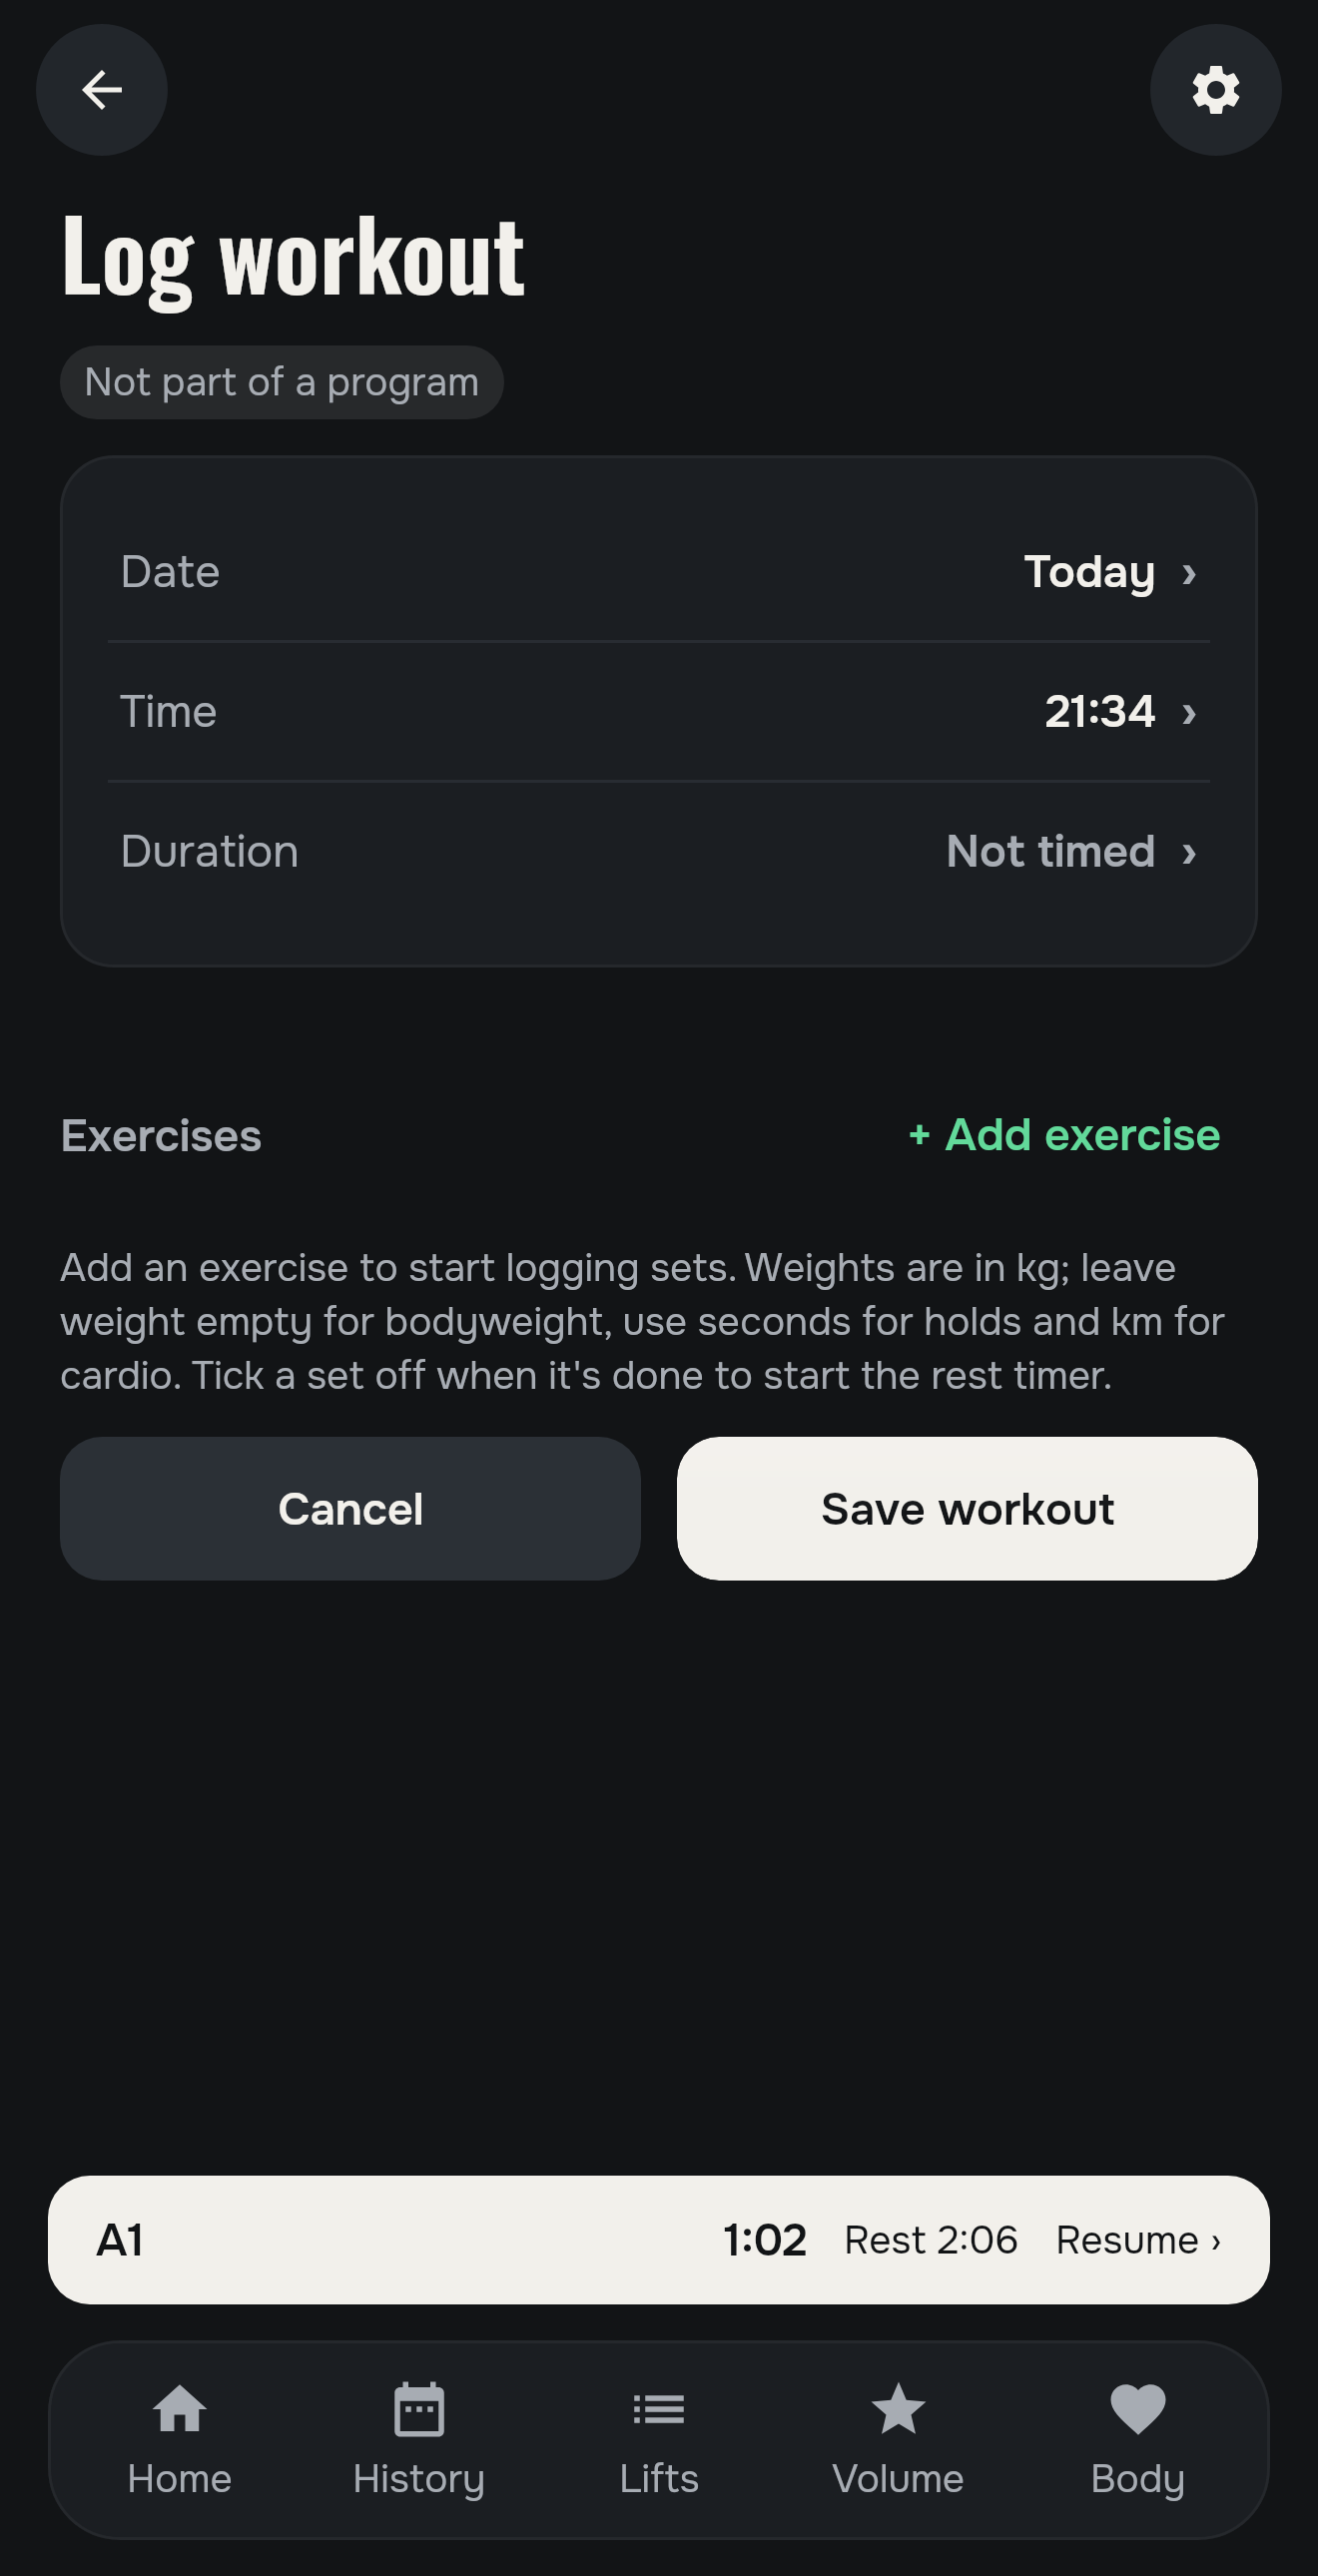 Log workout
Not part of a program
Date Today ›
Time 21:34 ›
Duration Not timed ›
Exercises + Add exercise
Add an exercise to start logging sets. Weights are in kg; leave
weight empty for bodyweight, use seconds for holds and km for
cardio. Tick a set off when it's done to start the rest timer.
Cancel Save workout
A1 1:02 Rest 2:06 Resume ›
Home History Lifts Volume Body